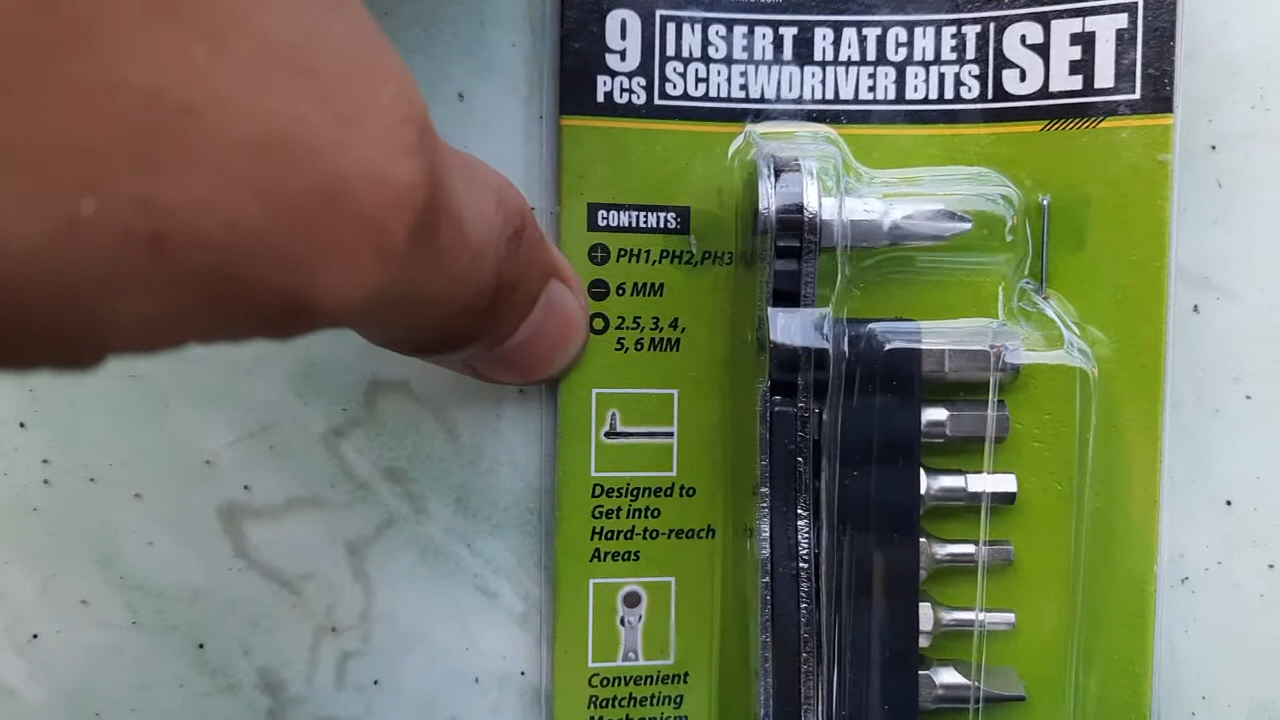 9 PCS
INSERT RATCHET
SCREWDRIVER BITS
SET
CONTENTS:
PH1,PH2,PH3
6 MM
2.5, 3, 4,
5, 6 MM
Designed to
Get into
Hard-to-reach
Areas
Convenient
Ratcheting
Mechanism